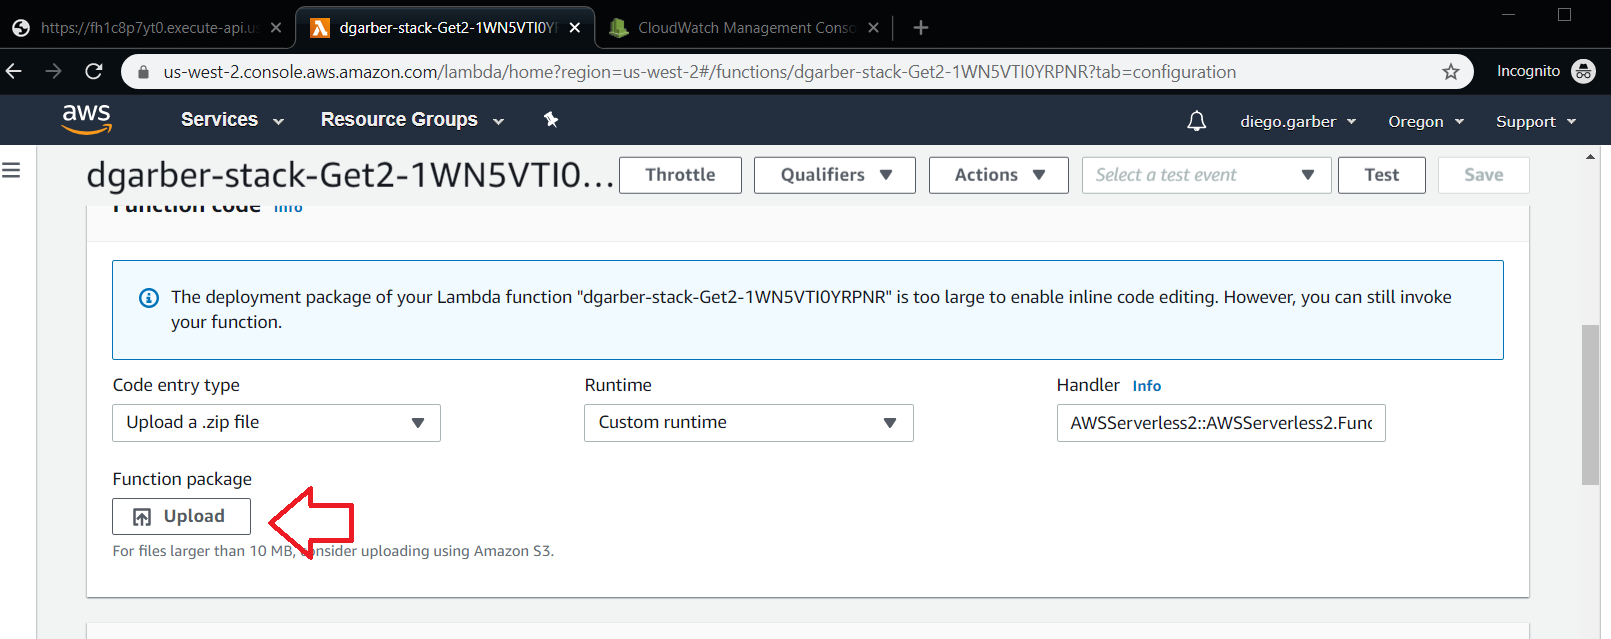 https://fh1c8p7yt0.execute-api.us
dgarber-stack-Get2-1WN5VTI0Y
CloudWatch Management Conso
us-west-2.console.aws.amazon.com/lambda/home?region=us-west-2#/functions/dgarber-stack-Get2-1WN5VTI0YRPNR?tab=configuration
Incognito
aws
Services
Resource Groups
diego.garber
Oregon
Support
dgarber-stack-Get2-1WN5VTI0...
Throttle
Qualifiers
Actions
Select a test event
Test
Save
Function code Info
The deployment package of your Lambda function "dgarber-stack-Get2-1WN5VTI0YRPNR" is too large to enable inline code editing. However, you can still invoke
your function.
Code entry type
Runtime
Handler Info
Upload a .zip file
Custom runtime
AWSServerless2::AWSServerless2.Func
Function package
Upload
For files larger than 10 MB, consider uploading using Amazon S3.